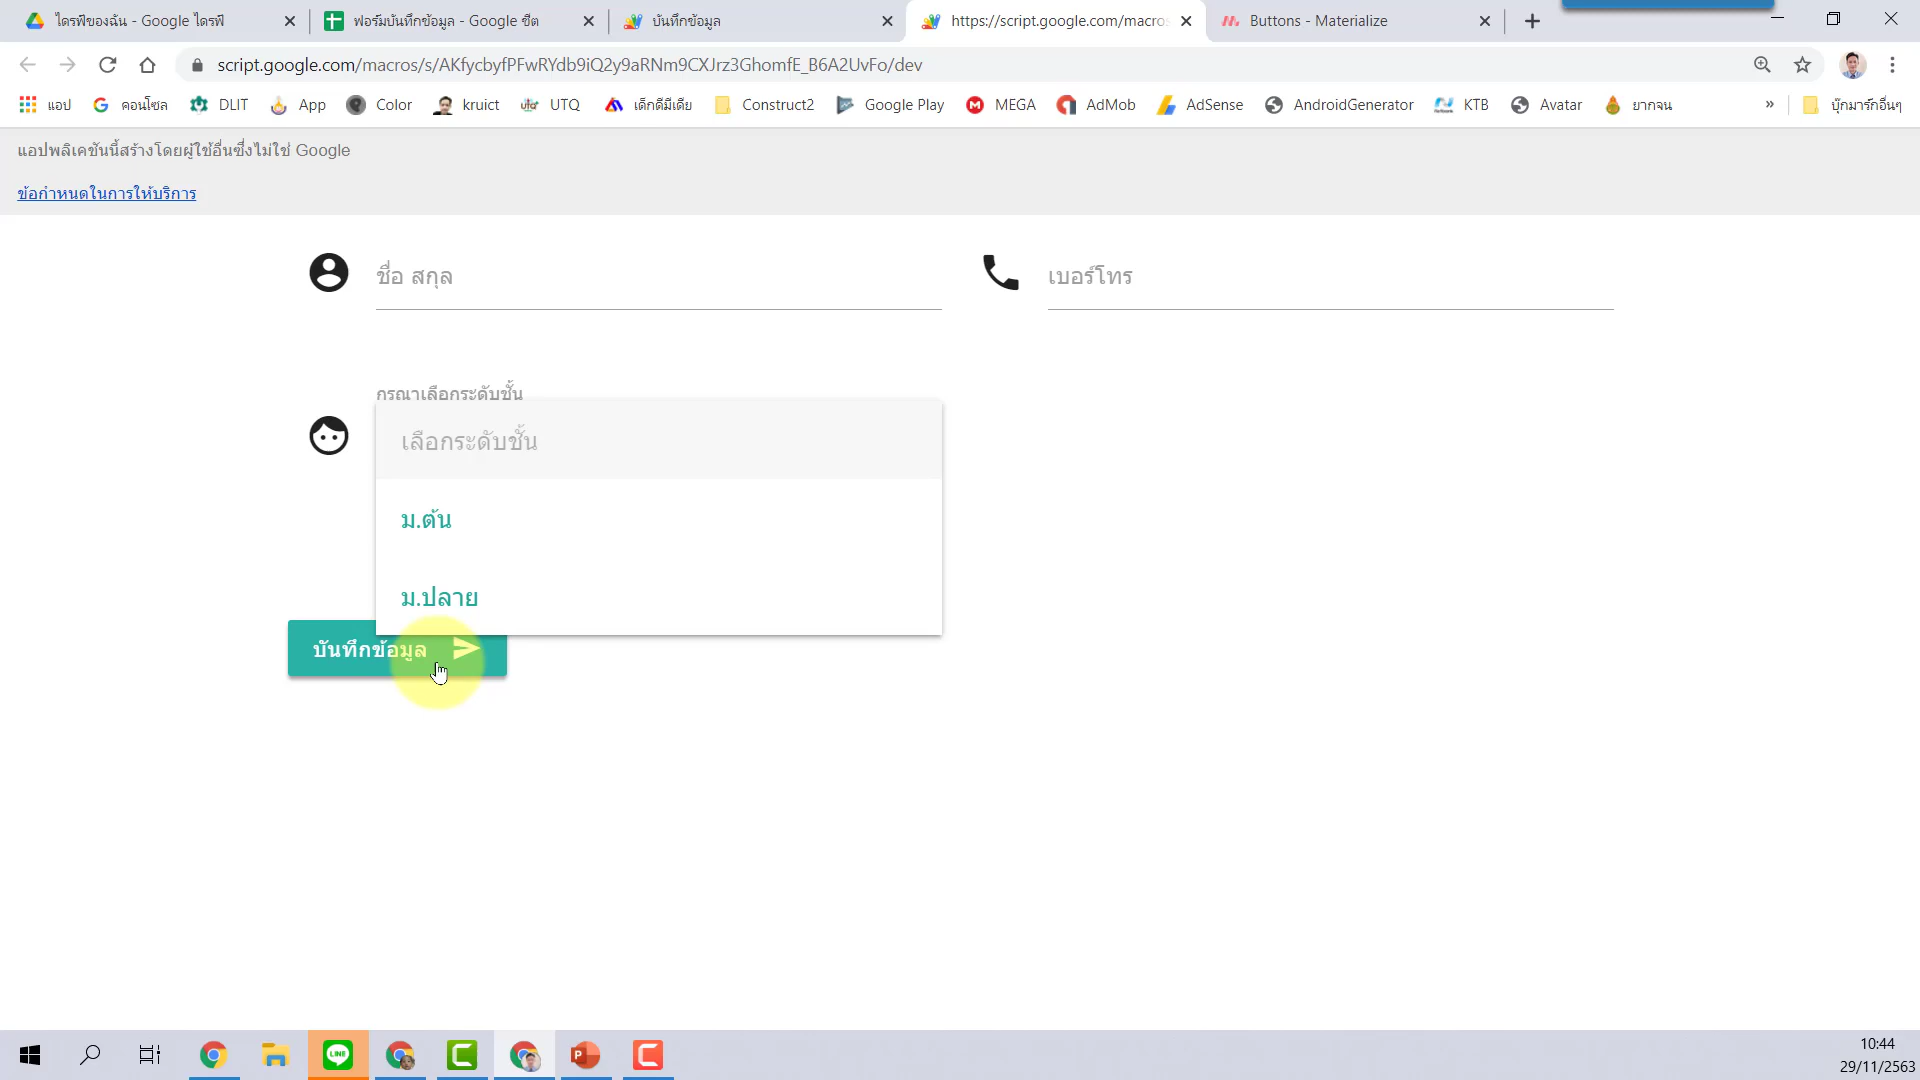 ไดรฟ์ของฉัน - Google ไดรฟ์
ฟอร์มบันทึกข้อมูล - Google ชีต
บันทึกข้อมูล
https://script.google.com/macros
Buttons - Materialize
script.google.com/macros/s/AKfycbyfPFwRYdb9iQ2y9aRNm9CXJrz3GhomfE_B6A2UvFo/dev
แอป
คอนโซล
DLIT
App
Color
kruict
UTQ
เด็กดีมีเดีย
Construct2
Google Play
MEGA
AdMob
AdSense
AndroidGenerator
KTB
Avatar
ยากจน
»
บุ๊กมาร์กอื่นๆ
แอปพลิเคชันนี้สร้างโดยผู้ใช้อื่นซึ่งไม่ใช่ Google
ข้อกำหนดในการให้บริการ
ชื่อ สกุล
เบอร์โทร
กรุณาเลือกระดับชั้น
เลือกระดับชั้น
ม.ต้น
ม.ปลาย
บันทึกข้อมูล
LINE
10:44
29/11/2563